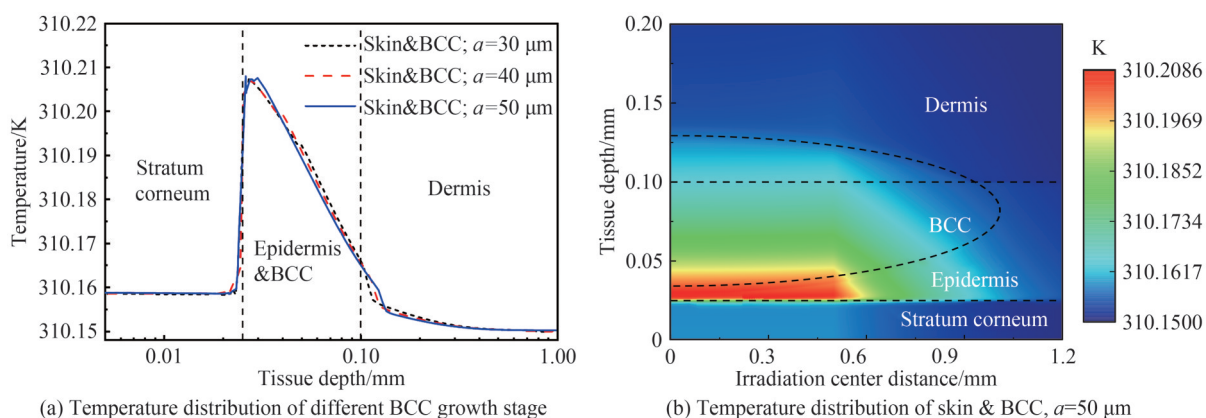 310.22
310.21
310.20
310.19
310.18
310.17
310.16
310.15
Temperature/K
0.01
0.10
1.00
Tissue depth/mm
Skin&BCC; a=30 μm
Skin&BCC; a=40 μm
Skin&BCC; a=50 μm
Stratum
corneum
Epidermis
&BCC
Dermis
(a) Temperature distribution of different BCC growth stage
0.20
0.15
0.10
0.05
0
Tissue depth/mm
0
0.3
0.6
0.9
1.2
Irradiation center distance/mm
Dermis
BCC
Epidermis
Stratum corneum
K
310.2086
310.1969
310.1852
310.1734
310.1617
310.1500
(b) Temperature distribution of skin & BCC, a=50 μm